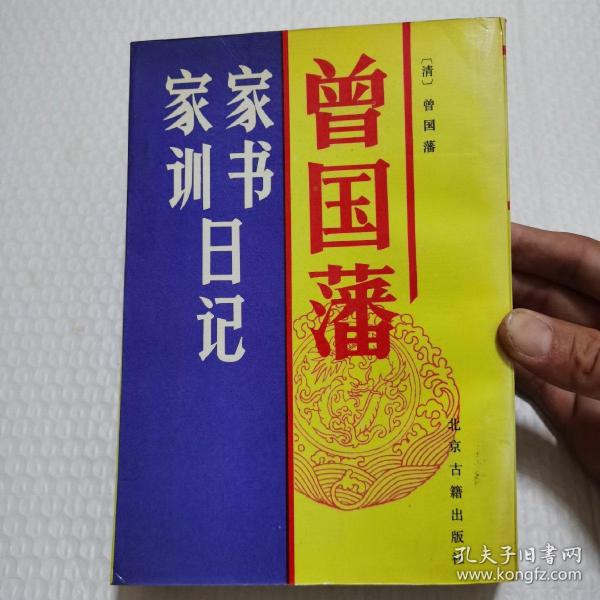 〔清〕曾国藩
曾国藩
家书
家训
日记
北京古籍出版社
孔夫子旧书网
www.kongfz.com